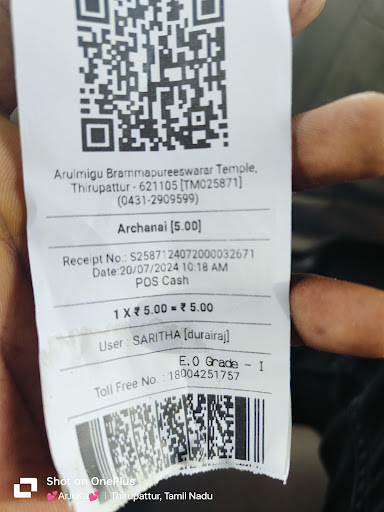 Arulmigu Brammapureeswarar Temple,
Thirupattur - 621105 [TM025871]
(0431-2909599)
Archanai [5.00]
Receipt No.: S2587124072000032671
Date:20/07/2024 10:18 AM
POS Cash
1 X ₹ 5.00 = ₹ 5.00
User : SARITHA [durairaj]
E.O Grade - I
Toll Free No. : 18004251757
Shot on OnePlus
💕Arjun💕 | Thirupattur, Tamil Nadu